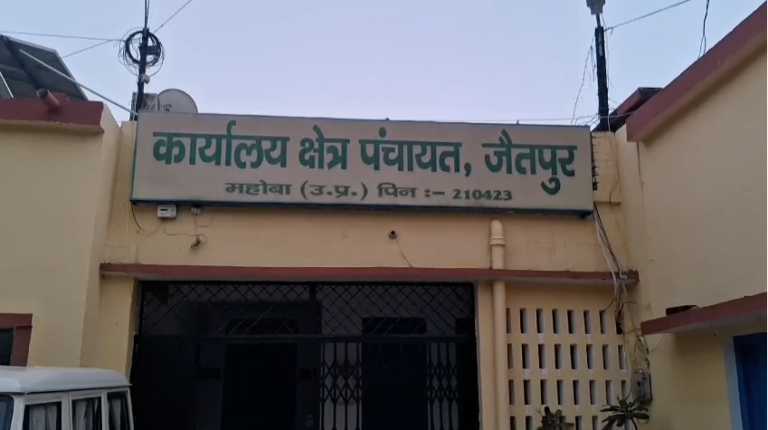 कार्यालय क्षेत्र पंचायत, जैतपुर
महोबा (उ.प्र.) पिन :– 210423